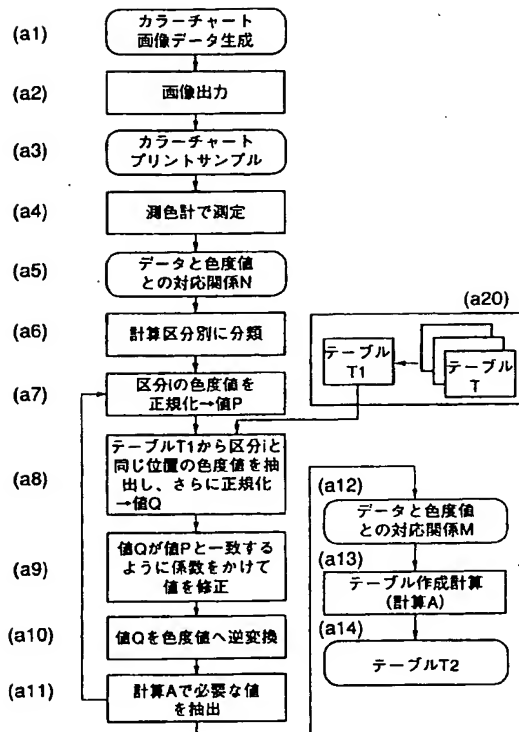 (a1)
カラーチャート
画像データ生成
(a2)
画像出力
(a3)
カラーチャート
プリントサンプル
(a4)
測色計で測定
(a5)
データと色度値
との対応関係N
(a6)
計算区分別に分類
(a7)
区分iの色度値を
正規化→値P
(a20)
テーブル
T1
テーブル
T
(a8)
テーブルT1から区分iと
同じ位置の色度値を抽
出し、さらに正規化
→値Q
(a9)
値Qが値Pと一致する
ように係数をかけて
値を修正
(a10)
値Qを色度値へ逆変換
(a11)
計算Aで必要な値
を抽出
(a12)
データと色度値
との対応関係M
(a13)
テーブル作成計算
(計算A)
(a14)
テーブルT2